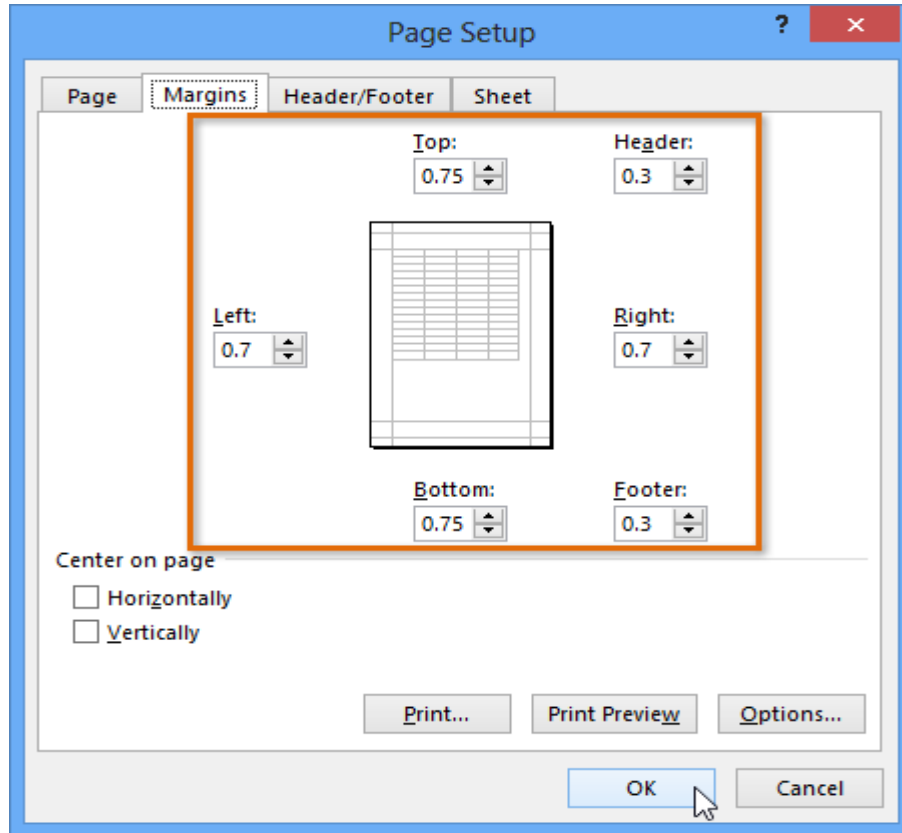 Page Setup ? ×
Page Margins Header/Footer Sheet
Top: Header:
0.75 0.3
Left: Right:
0.7 0.7
Bottom: Footer:
0.75 0.3
Center on page
Horizontally
Vertically
Print... Print Preview Options...
OK Cancel